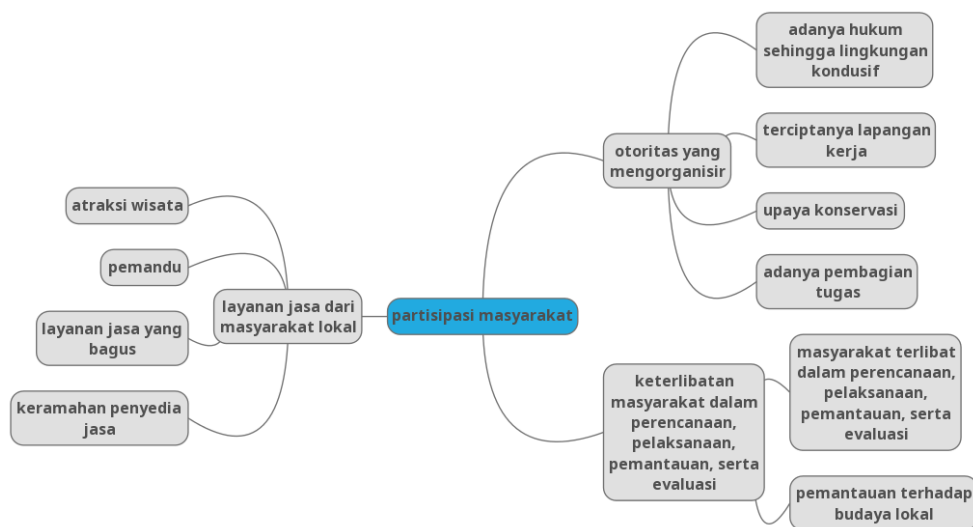 adanya hukum
sehingga lingkungan
kondusif
terciptanya lapangan
kerja
otoritas yang
mengorganisir
upaya konservasi
adanya pembagian
tugas
atraksi wisata
pemandu
layanan jasa dari
masyarakat lokal
layanan jasa yang
bagus
keramahan penyedia
jasa
partisipasi masyarakat
keterlibatan
masyarakat dalam
perencanaan,
pelaksanaan,
pemantauan, serta
evaluasi
masyarakat terlibat
dalam perencanaan,
pelaksanaan,
pemantauan, serta
evaluasi
pemantauan terhadap
budaya lokal